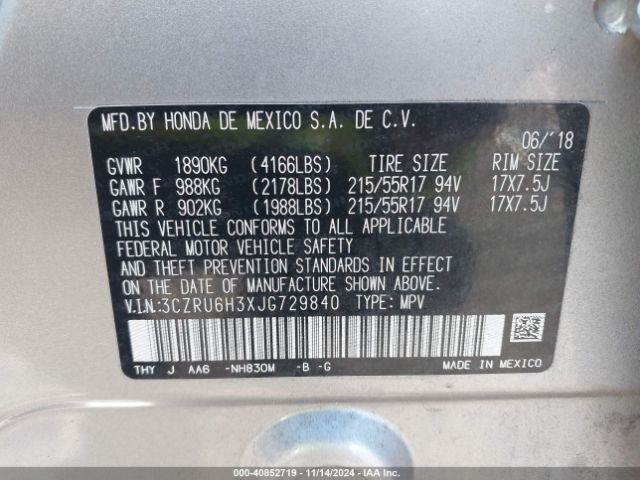 MFD.BY HONDA DE MEXICO S.A. DE C.V.
06/'18
GVWR 1890KG (4166LBS) TIRE SIZE RIM SIZE
GAWR F 988KG (2178LBS) 215/55R17 94V 17X7.5J
GAWR R 902KG (1988LBS) 215/55R17 94V 17X7.5J
THIS VEHICLE CONFORMS TO ALL APPLICABLE
FEDERAL MOTOR VEHICLE SAFETY
AND THEFT PREVENTION STANDARDS IN EFFECT
ON THE DATE OF MANUFACTURE SHOWN ABOVE.
V.I.N.:3CZRU6H3XJG729840 TYPE: MPV
THY J AA6 -NH830M -B -G MADE IN MEXICO
000-40852719 - 11/14/2024 - IAAI.com